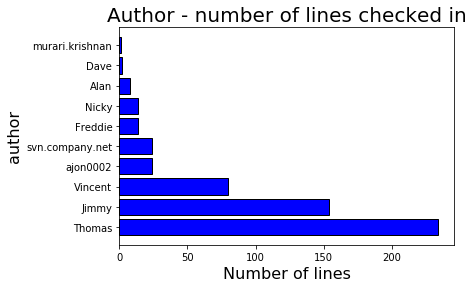 Author - number of lines checked in
author
murari.krishnan
Dave
Alan
Nicky
Freddie
svn.company.net
ajon0002
Vincent
Jimmy
Thomas
0 50 100 150 200
Number of lines